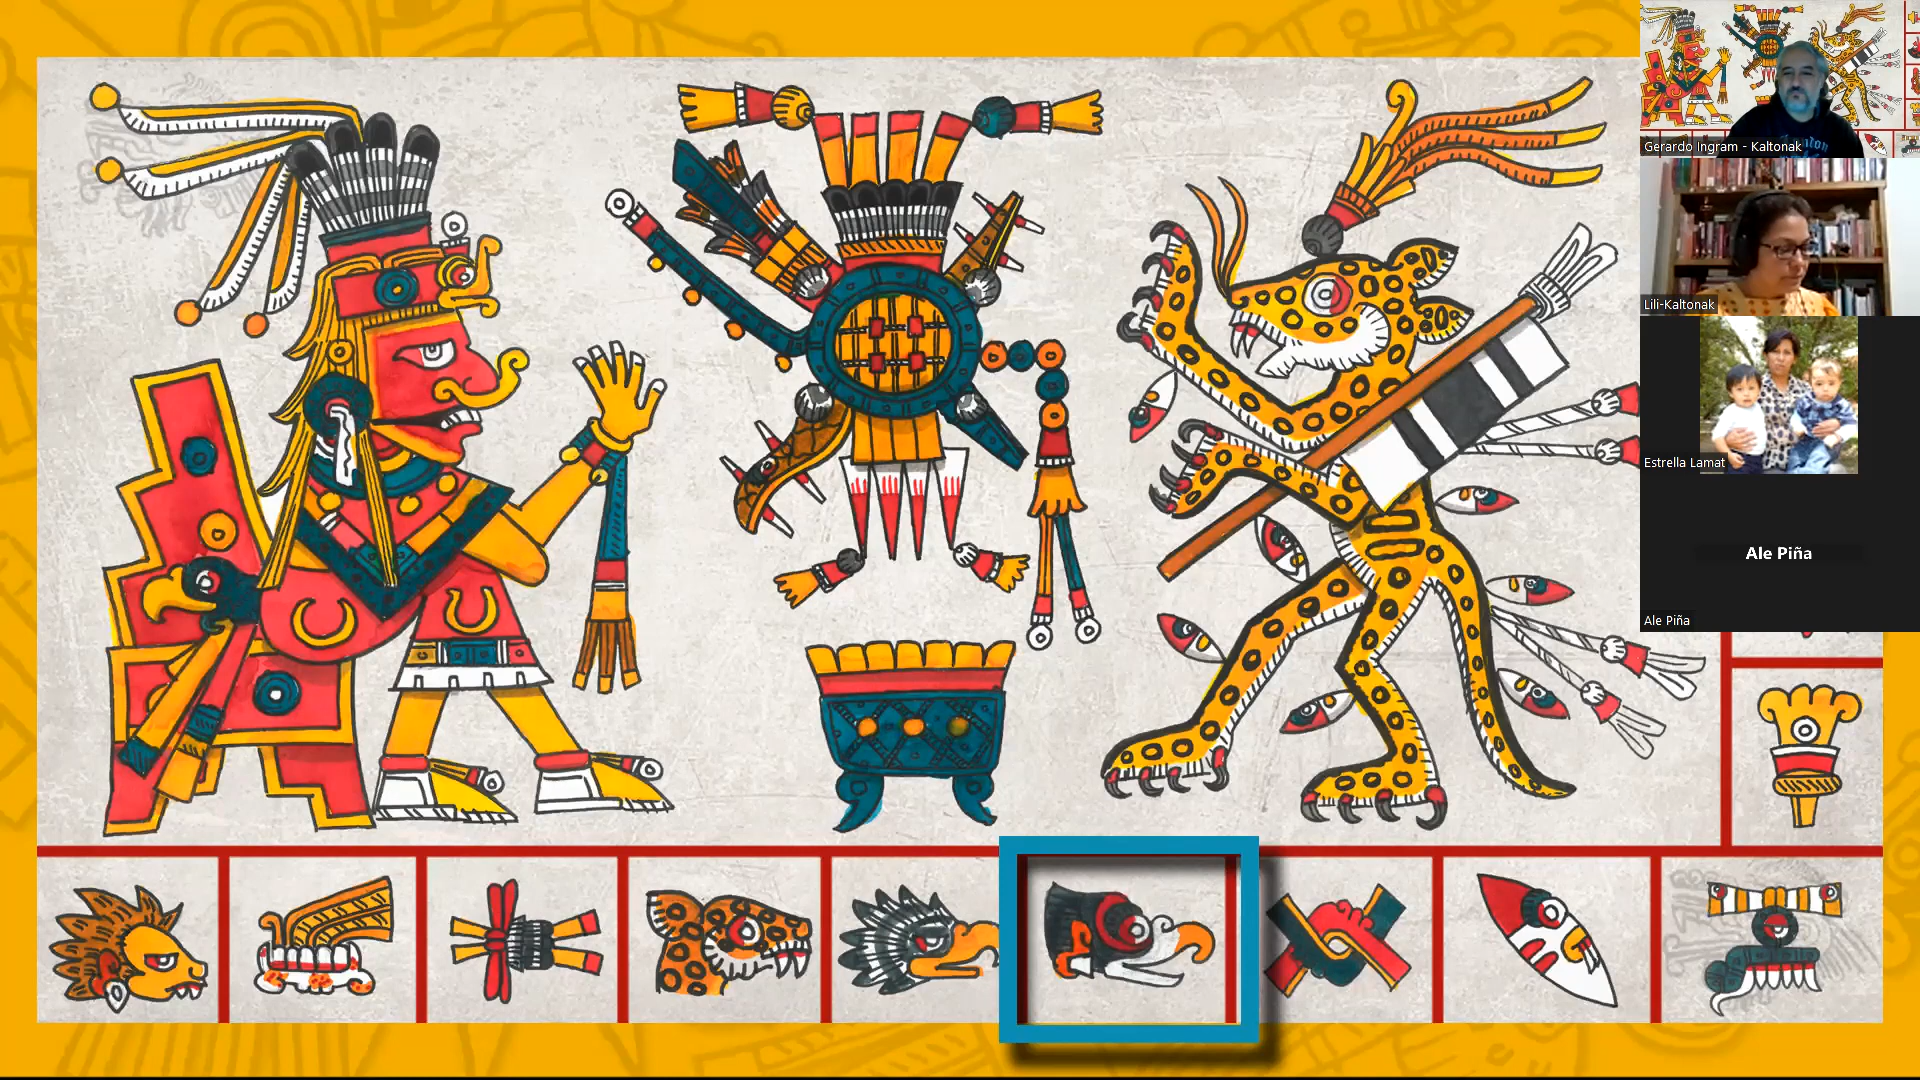 Gerardo Ingram - Kaltonak
Lili-Kaltonak
Estrella Lamat
Ale Piña
Ale Piña